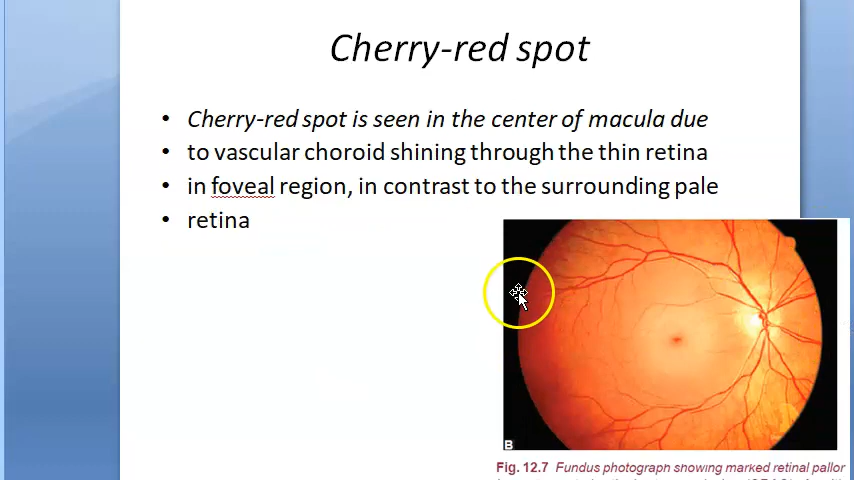 Cherry-red spot
• Cherry-red spot is seen in the center of macula due
• to vascular choroid shining through the thin retina
• in foveal region, in contrast to the surrounding pale
• retina
B
Fig. 12.7 Fundus photograph showing marked retinal pallor